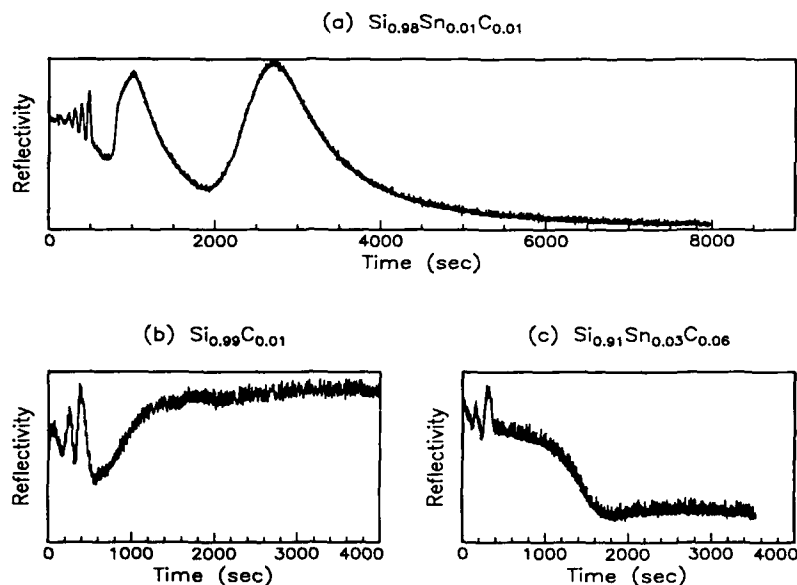 (a) Si₀.₉₈Sn₀.₀₁C₀.₀₁
Reflectivity
0 2000 4000 6000 8000
Time (sec)
(b) Si₀.₉₉C₀.₀₁
Reflectivity
0 1000 2000 3000 4000
Time (sec)
(c) Si₀.₉₁Sn₀.₀₃C₀.₀₆
Reflectivity
0 1000 2000 3000 4000
Time (sec)